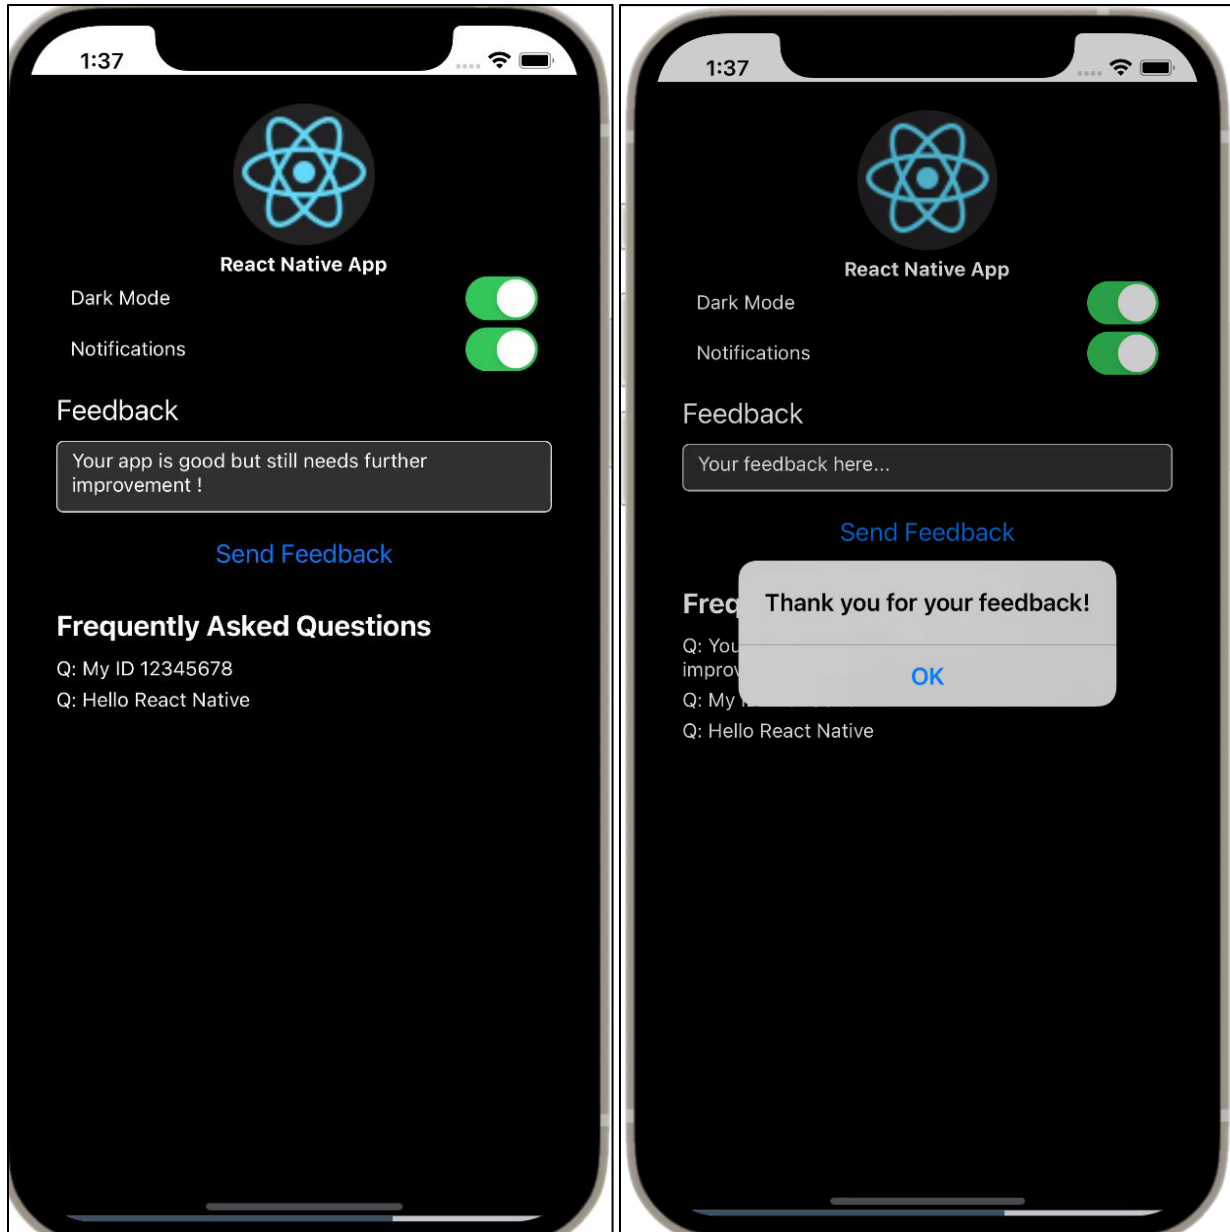 1:37
React Native App
Dark Mode
Notifications
Feedback
Your app is good but still needs further
improvement !
Send Feedback
Frequently Asked Questions
Q: My ID 12345678
Q: Hello React Native
1:37
React Native App
Dark Mode
Notifications
Feedback
Your feedback here...
Send Feedback
Freq
Thank you for your feedback!
Q: You
improv
OK
Q: My
Q: Hello React Native